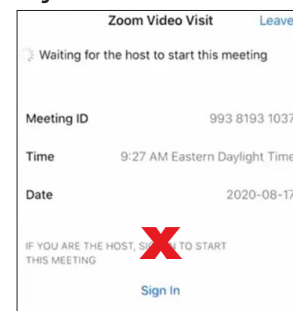 Zoom Video Visit Leave
Waiting for the host to start this meeting
Meeting ID 993 8193 1037
Time 9:27 AM Eastern Daylight Time
Date 2020-08-17
IF YOU ARE THE HOST, TO START
THIS MEETING
Sign In